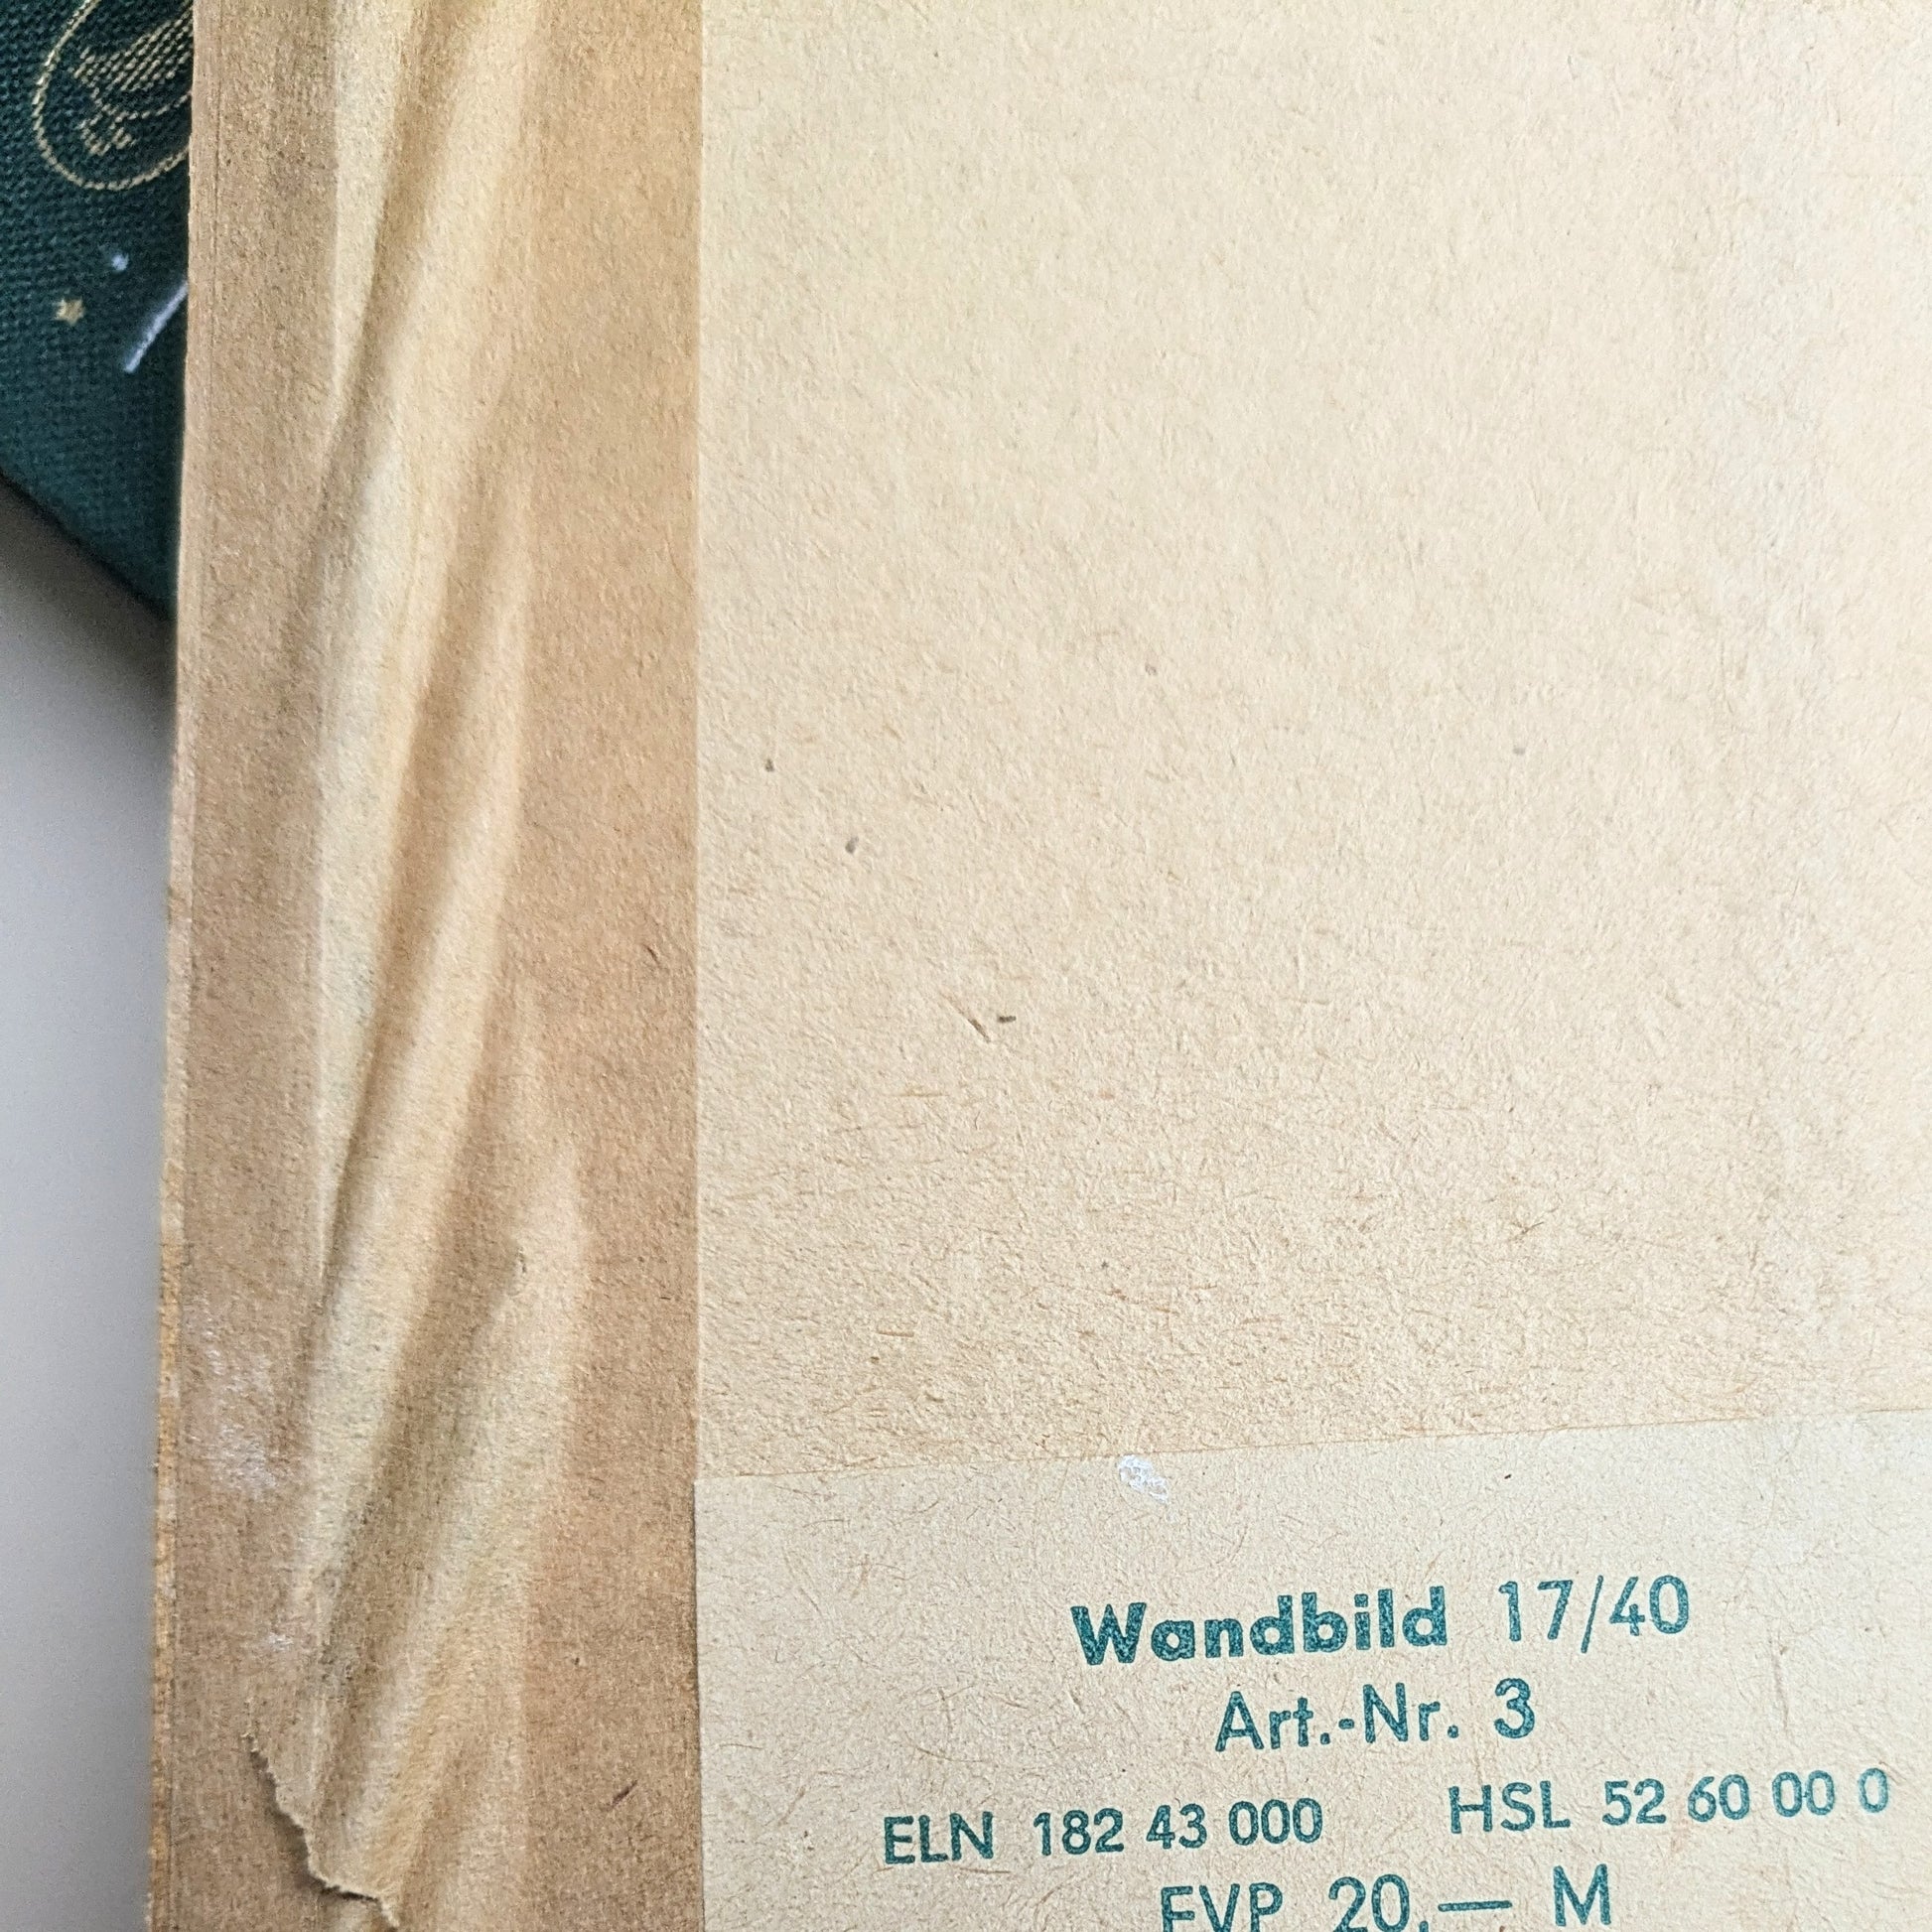 Wandbild 17/40
Art.-Nr. 3
ELN 182 43 000 HSL 52 60 00 0
EVP 20,— M